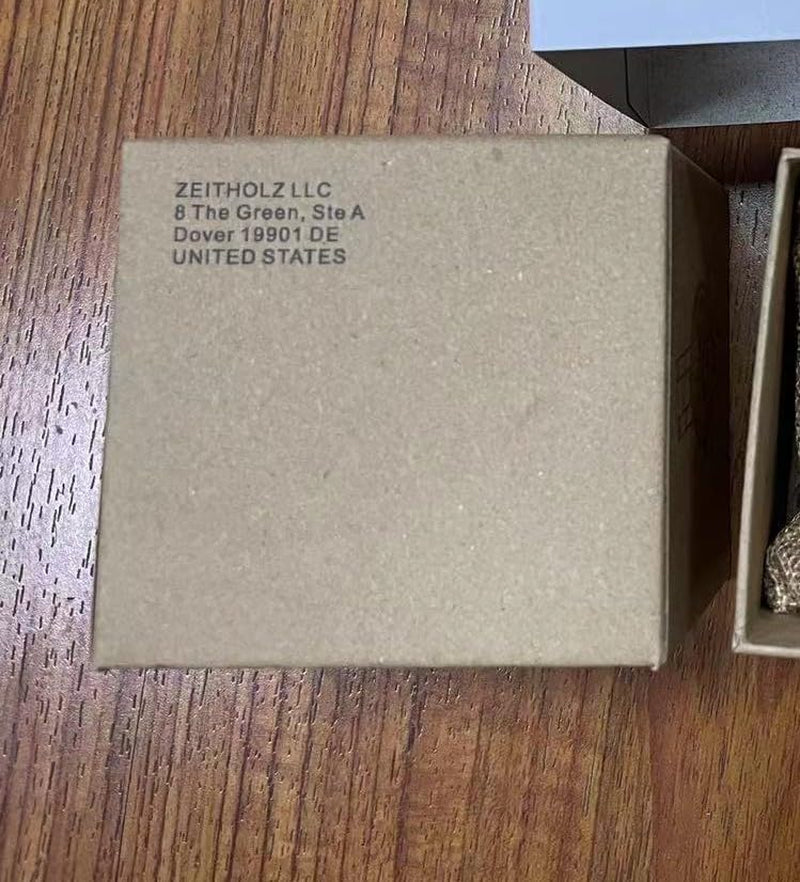 ZEITHOLZ LLC
8 The Green, Ste A
Dover 19901 DE
UNITED STATES